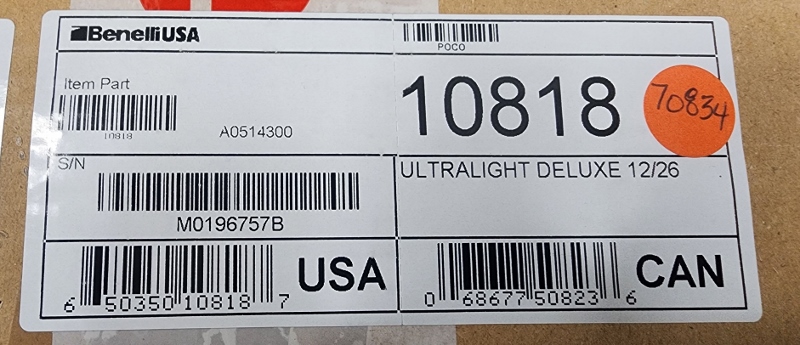 BenelliUSA
POCO
Item Part
10818
A0514300
10818
70834
S/N
M0196757B
ULTRALIGHT DELUXE 12/26
6 50350 10818 7
USA
0 68677 50823 6
CAN